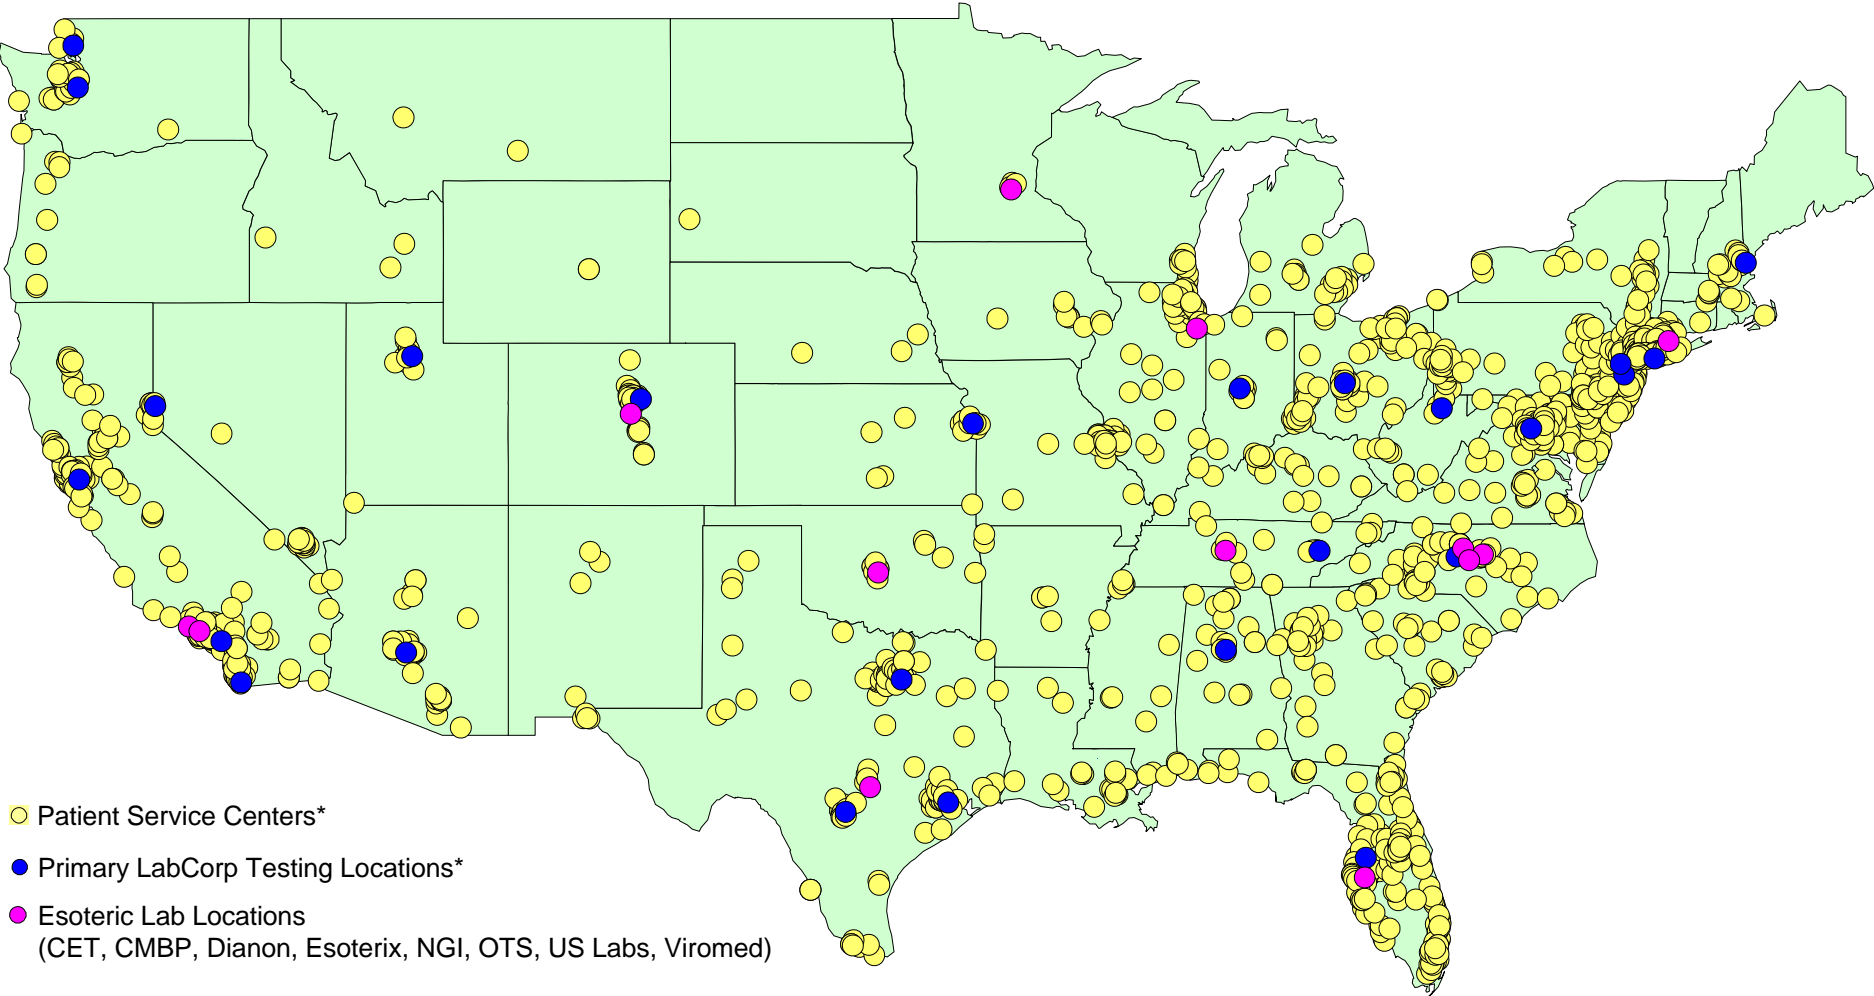 Patient Service Centers*
Primary LabCorp Testing Locations*
Esoteric Lab Locations
(CET, CMBP, Dianon, Esoterix, NGI, OTS, US Labs, Viromed)